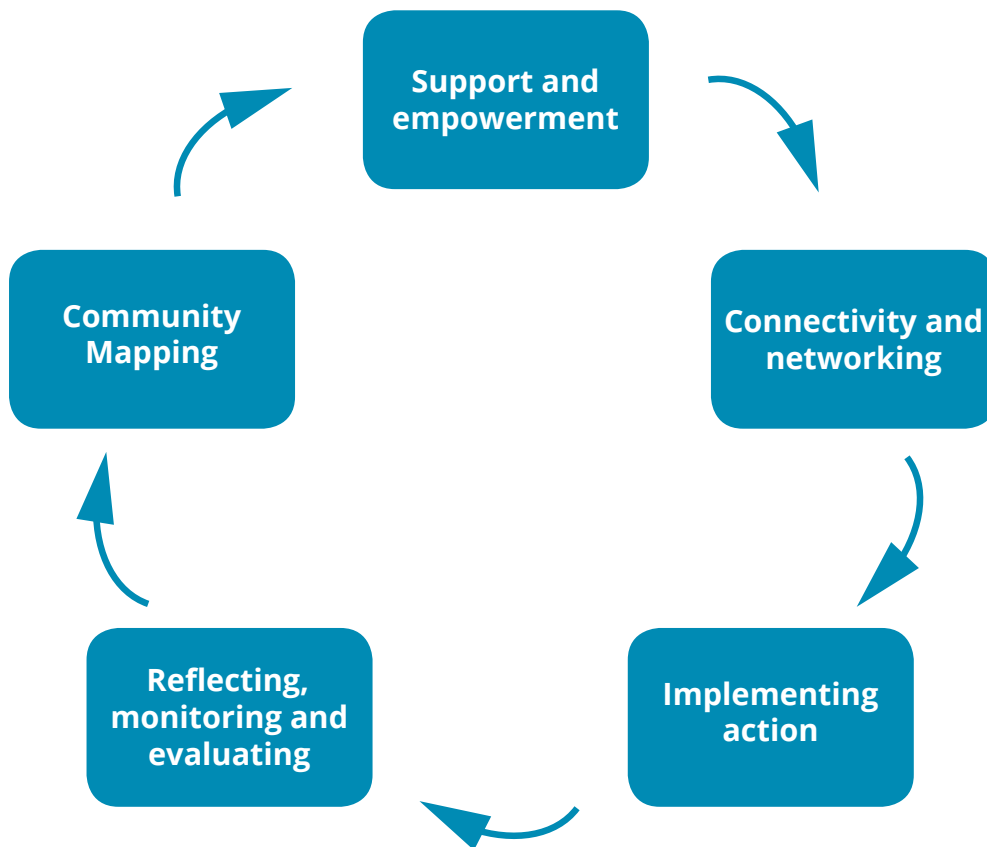 Support and
empowerment
Connectivity and
networking
Implementing
action
Reflecting,
monitoring and
evaluating
Community
Mapping